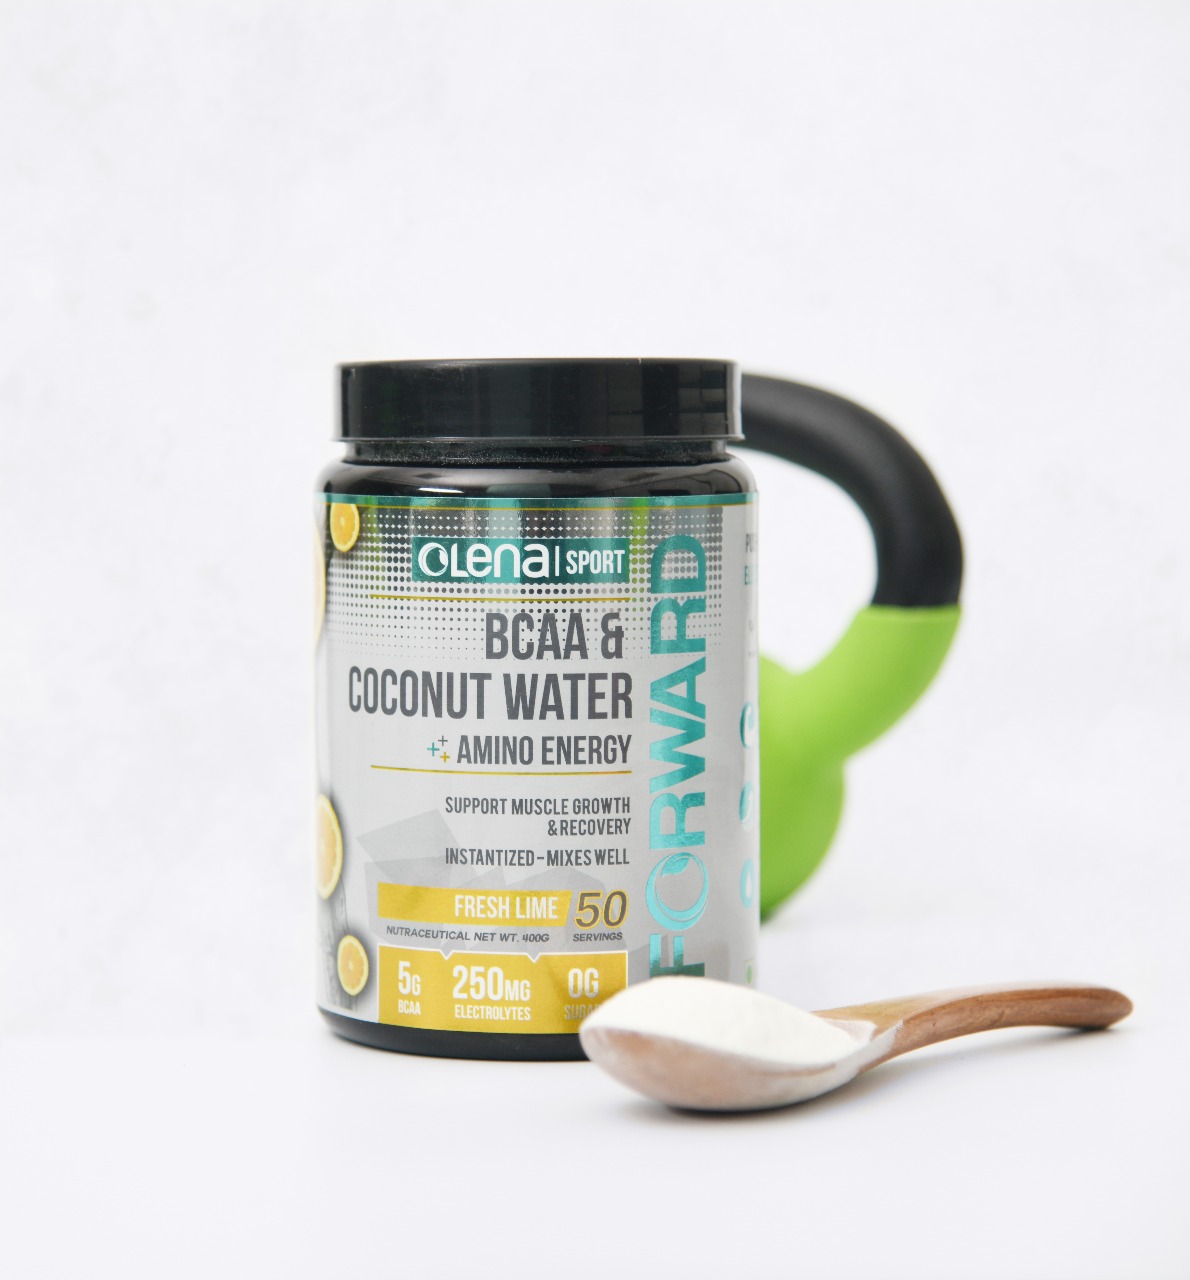 OLena | SPORT
BCAA &
COCONUT WATER
AMINO ENERGY
SUPPORT MUSCLE GROWTH
& RECOVERY
INSTANTIZED - MIXES WELL
FRESH LIME
50
NUTRACEUTICAL NET WT. 400G
SERVINGS
5G
BCAA
250MG
ELECTROLYTES
0G
FORWARD